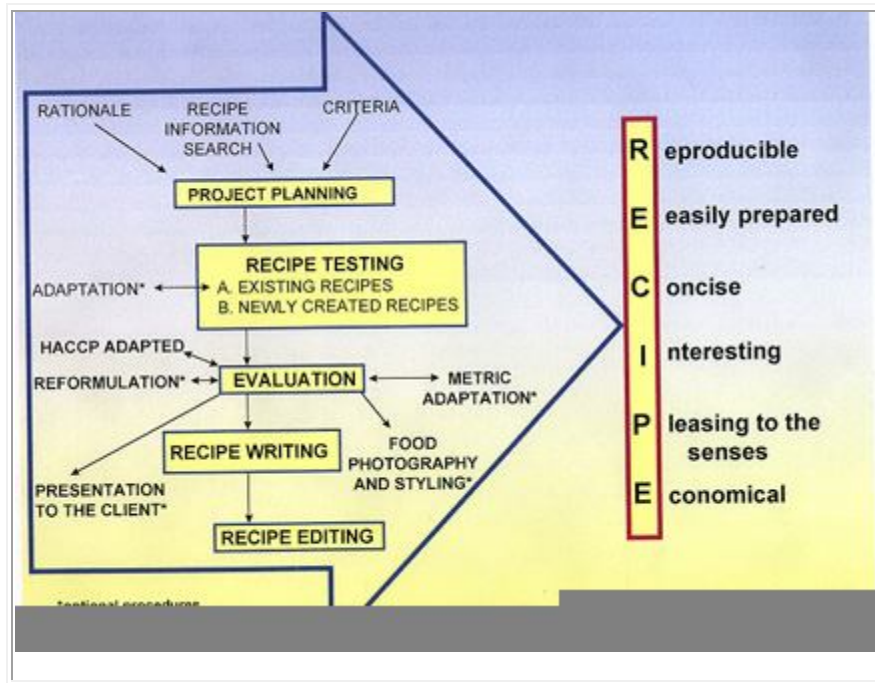 RATIONALE
RECIPE
INFORMATION
SEARCH
CRITERIA
PROJECT PLANNING
RECIPE TESTING
A. EXISTING RECIPES
B. NEWLY CREATED RECIPES
ADAPTATION*
HACCP ADAPTED
REFORMULATION*
EVALUATION
METRIC
ADAPTATION*
RECIPE WRITING
FOOD
PHOTOGRAPHY
AND STYLING*
PRESENTATION
TO THE CLIENT*
RECIPE EDITING
*optional procedures
R eproducible
E easily prepared
C oncise
I nteresting
P leasing to the
senses
E conomical